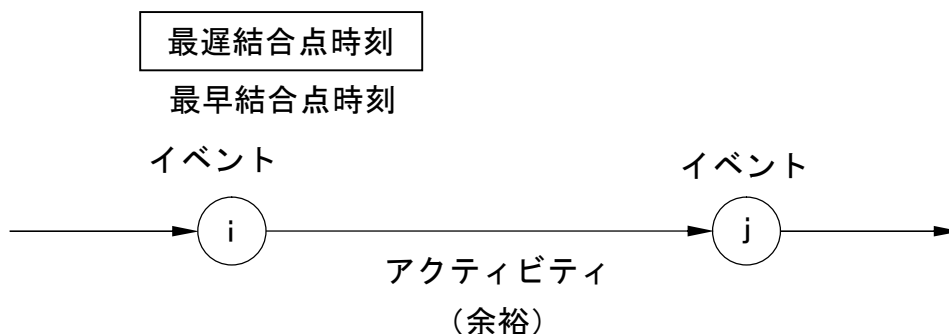 最遅結合点時刻
最早結合点時刻
イベント
イベント
i
j
アクティビティ
（余裕）